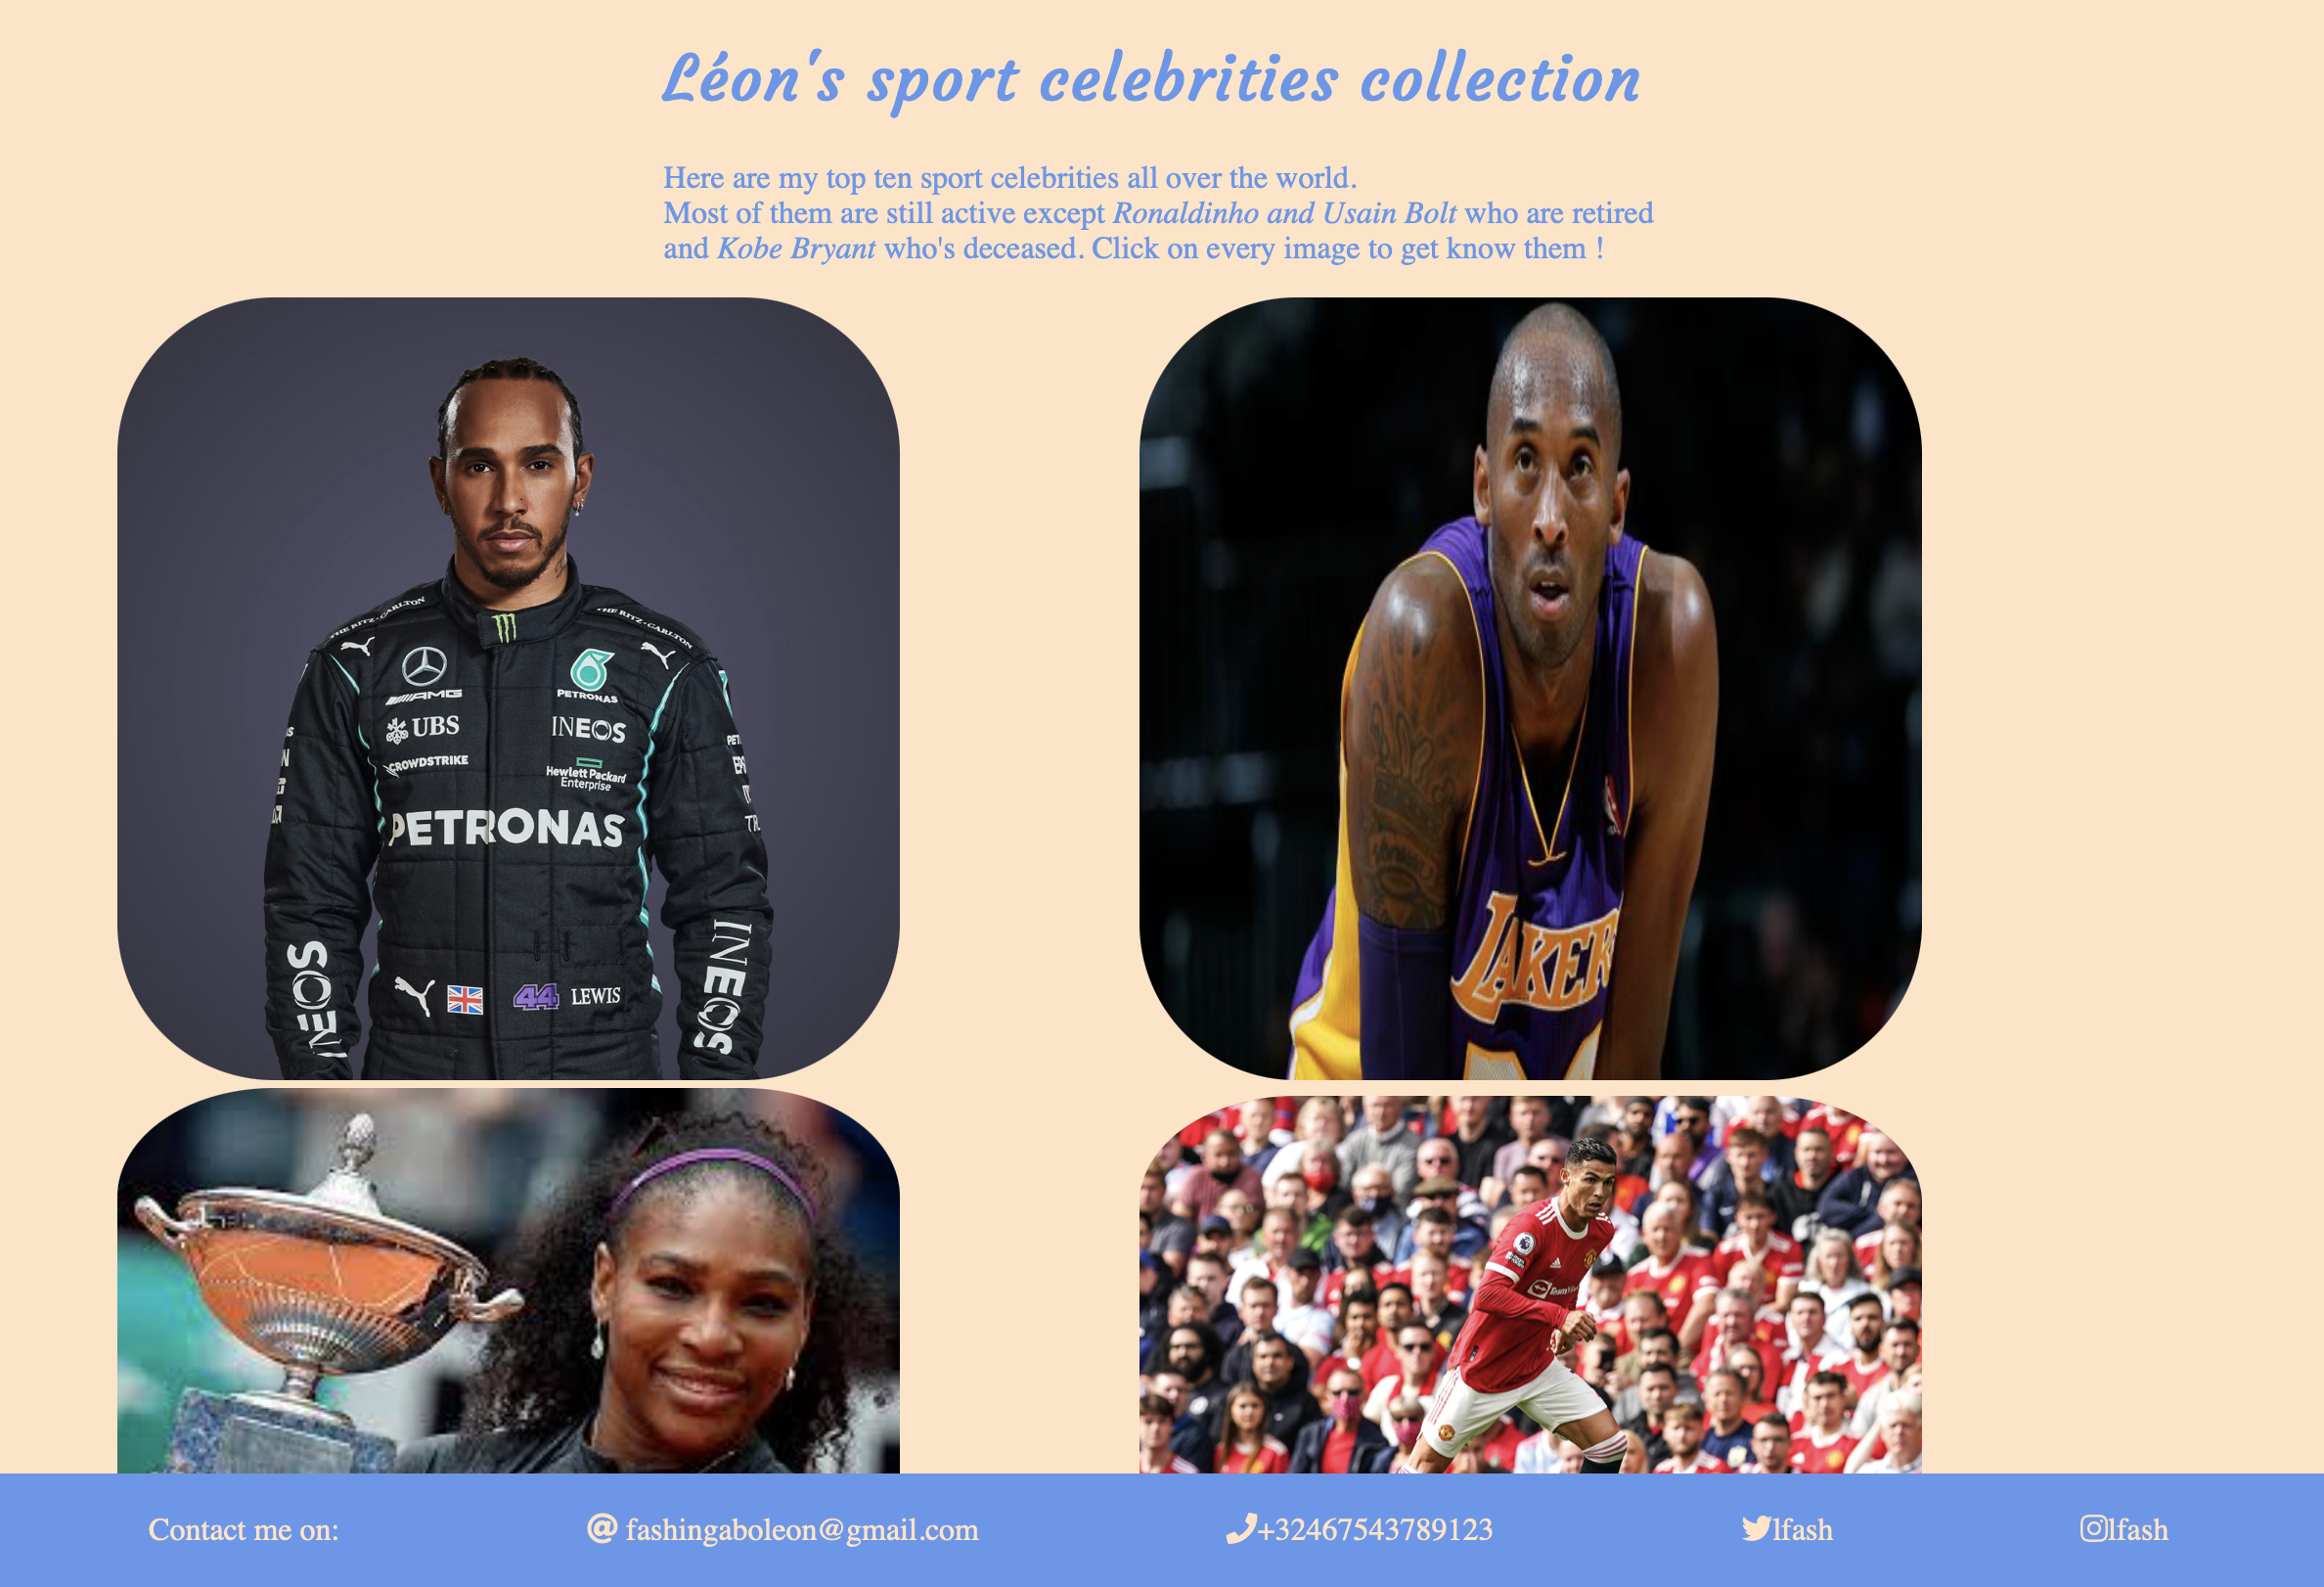 Léon's sport celebrities collection
Here are my top ten sport celebrities all over the world.
Most of them are still active except Ronaldinho and Usain Bolt who are retired
and Kobe Bryant who's deceased. Click on every image to get know them !
THE RITZ-CARLTON THE RITZ-CARLTON
AMG PETRONAS
UBS INEOS
CROWDSTRIKE Hewlett Packard
Enterprise
PETRONAS
INEOS INEOS
44 LEWIS
LAKERS
Contact me on: @ fashingaboleon@gmail.com +32467543789123 lfash lfash